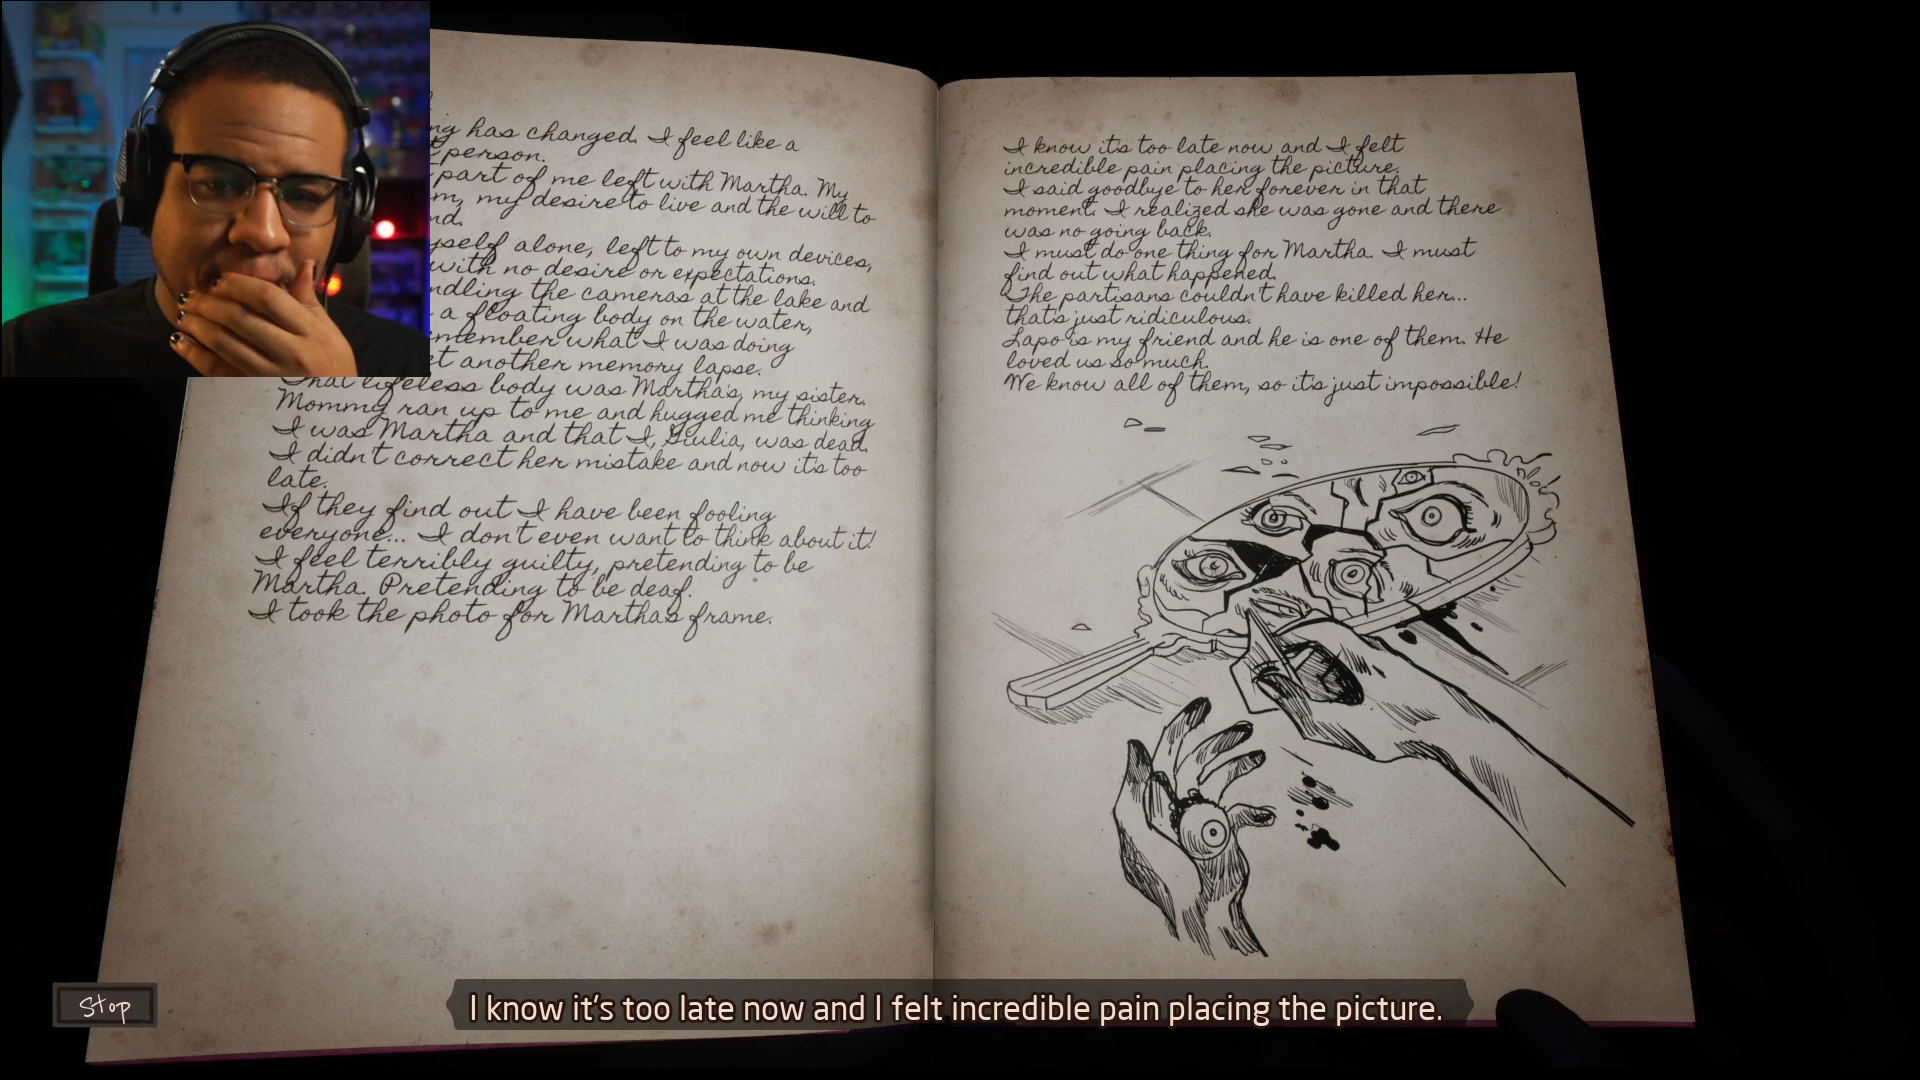 ng has changed. I feel like a
person.
part of me left with Martha. My
m, my desire to live and the will to
nd.
yself alone, left to my own devices,
with no desire or expectations.
ndling the cameras at the lake and
a floating body on the water,
emember what I was doing
et another memory lapse.
That lifeless body was Martha's, my sister.
Mommy ran up to me and hugged me thinking
I was Martha and that I, Giulia, was dead.
I didn't correct her mistake and now it's too
late.
If they find out I have been fooling
everyone... I don't even want to think about it!
I feel terribly guilty, pretending to be
Martha. Pretending to be deaf.
I took the photo for Martha's frame.
I know it's too late now and I felt
incredible pain placing the picture.
I said goodbye to her forever in that
moment. I realized she was gone and there
was no going back.
I must do one thing for Martha. I must
find out what happened.
The partisans couldn't have killed her...
that's just ridiculous.
Lapo is my friend and he is one of them. He
loved us so much.
We know all of them, so it's just impossible!
Stop
I know it's too late now and I felt incredible pain placing the picture.